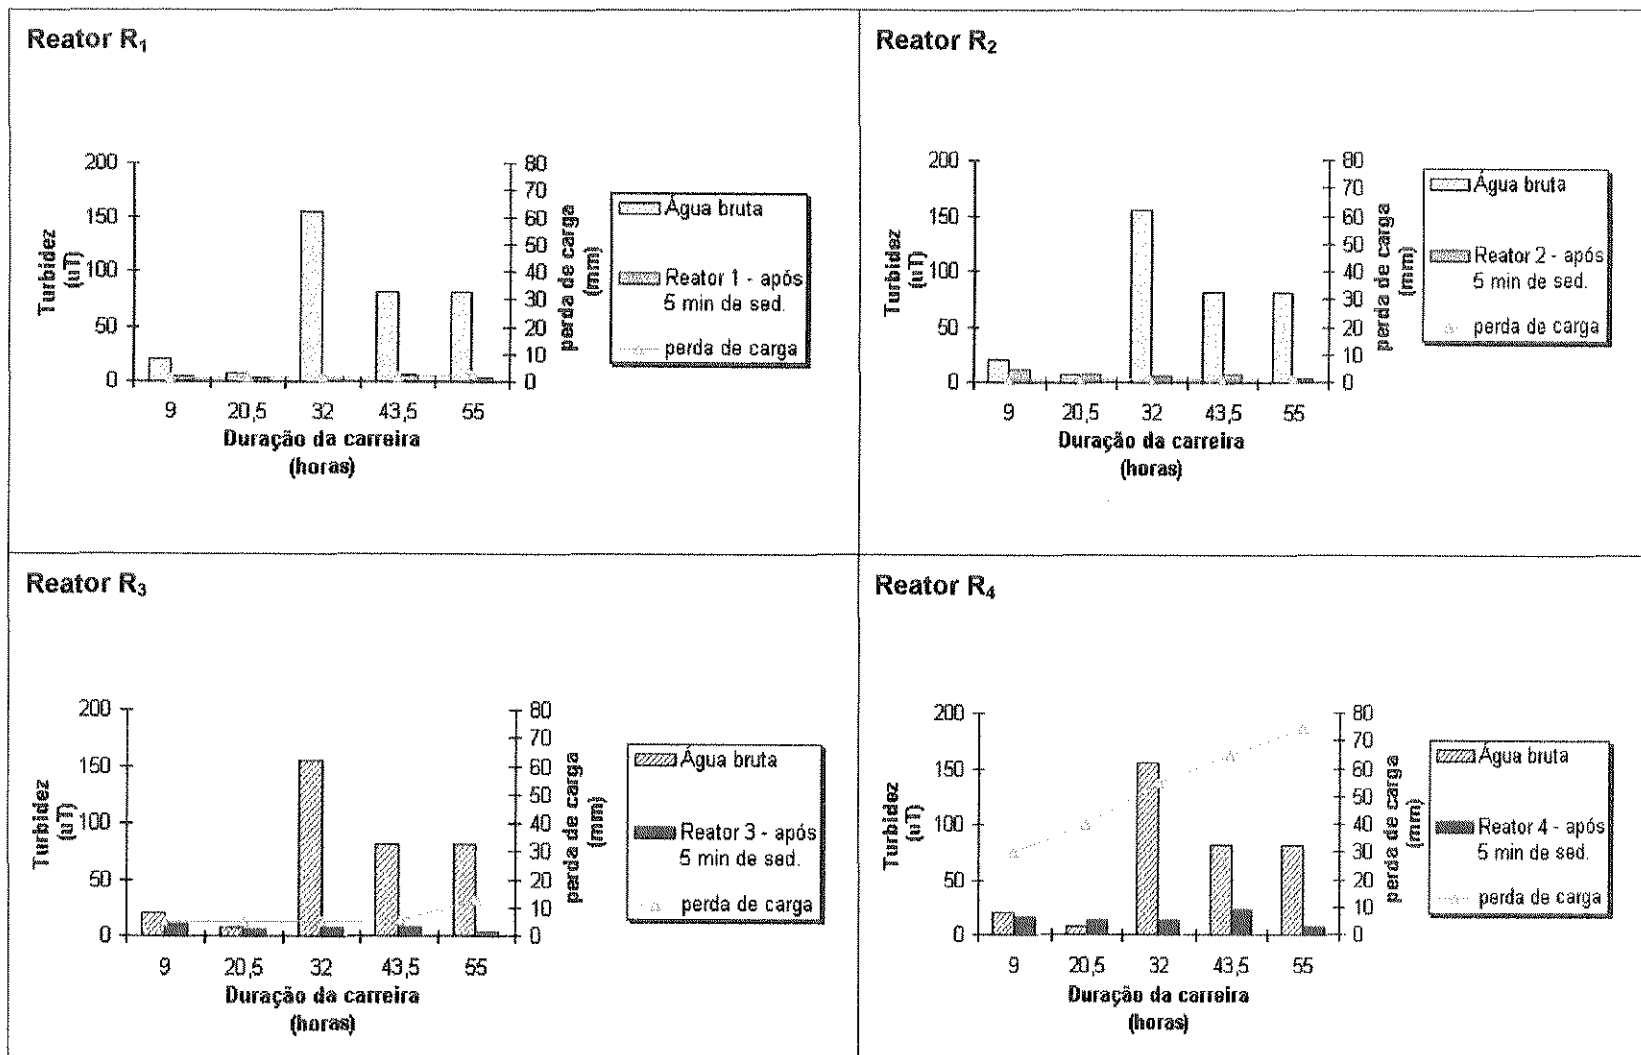 Reator R₁
200
150
100
50
0
Turbidez
(uT)
80
70
60
50
40
30
20
10
0
perda de carga
(mm)
9 20,5 32 43,5 55
Duração da carreira
(horas)
Água bruta
Reator 1 - após
5 min de sed.
perda de carga
Reator R₂
200
150
100
50
0
Turbidez
(uT)
80
70
60
50
40
30
20
10
0
perda de carga
(mm)
9 20,5 32 43,5 55
Duração da carreira
(horas)
Água bruta
Reator 2 - após
5 min de sed.
perda de carga
Reator R₃
200
150
100
50
0
Turbidez
(uT)
80
70
60
50
40
30
20
10
0
perda de carga
(mm)
9 20,5 32 43,5 55
Duração da carreira
(horas)
Água bruta
Reator 3 - após
5 min de sed.
perda de carga
Reator R₄
200
150
100
50
0
Turbidez
(uT)
80
70
60
50
40
30
20
10
0
perda de carga
(mm)
9 20,5 32 43,5 55
Duração da carreira
(horas)
Água bruta
Reator 4 - após
5 min de sed.
perda de carga